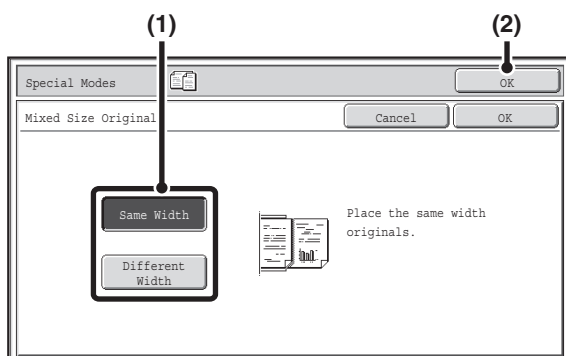 (1) (2)
Special Modes OK
Mixed Size Original Cancel OK
Same Width
Place the same width
originals.
Different
Width